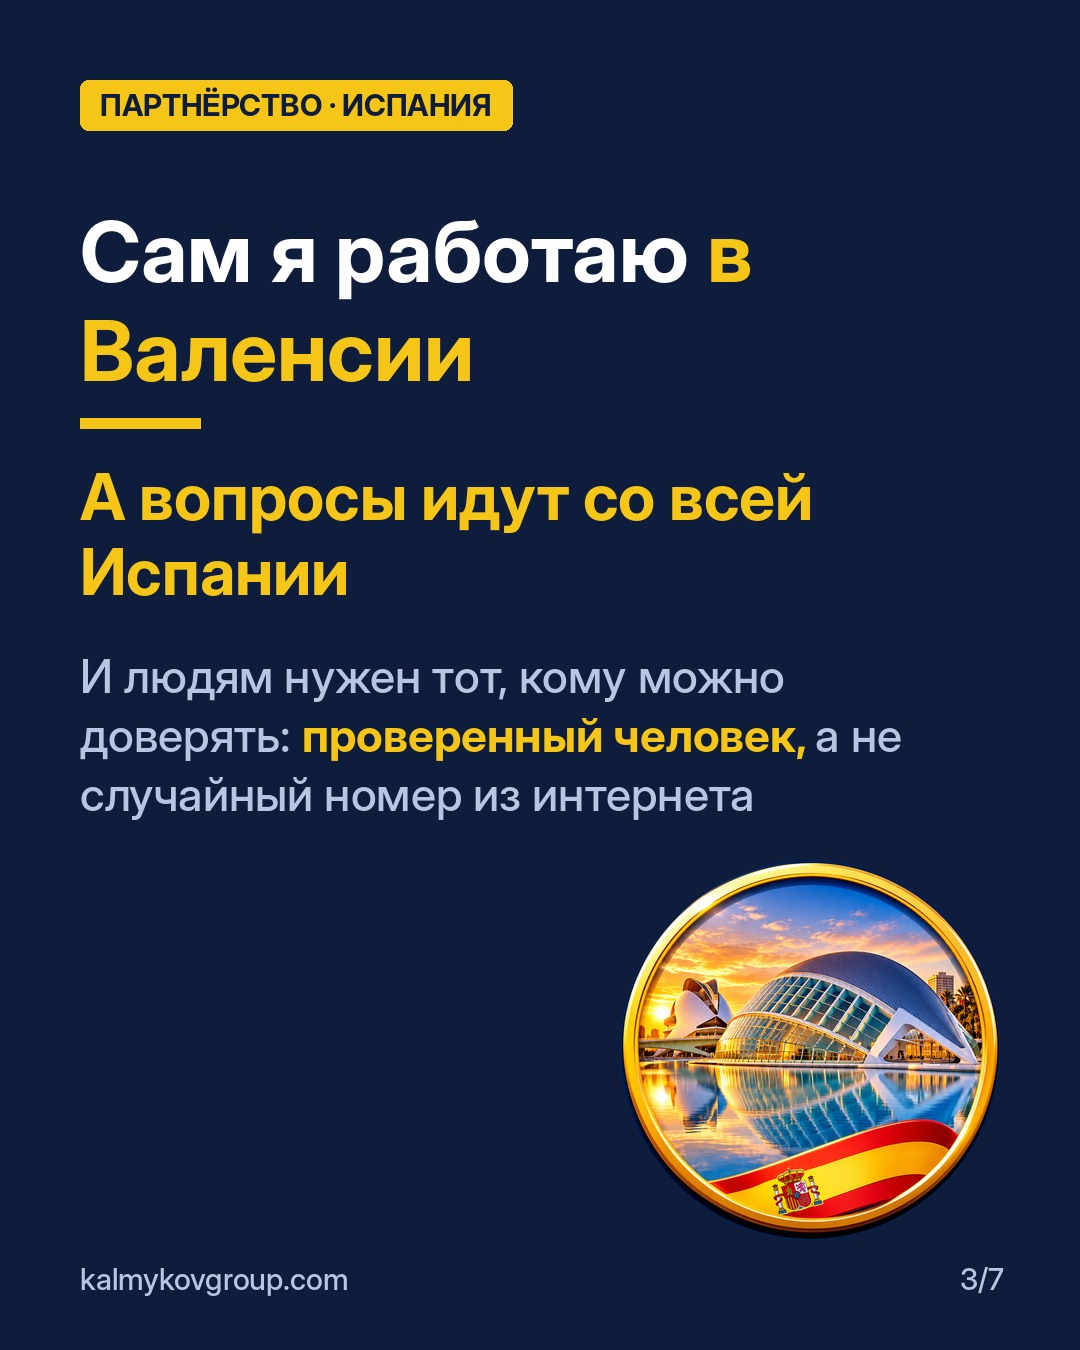 ПАРТНЁРСТВО · ИСПАНИЯ
Сам я работаю в
Валенсии
А вопросы идут со всей
Испании
И людям нужен тот, кому можно
доверять: проверенный человек, а не
случайный номер из интернета
kalmykovgroup.com
3/7